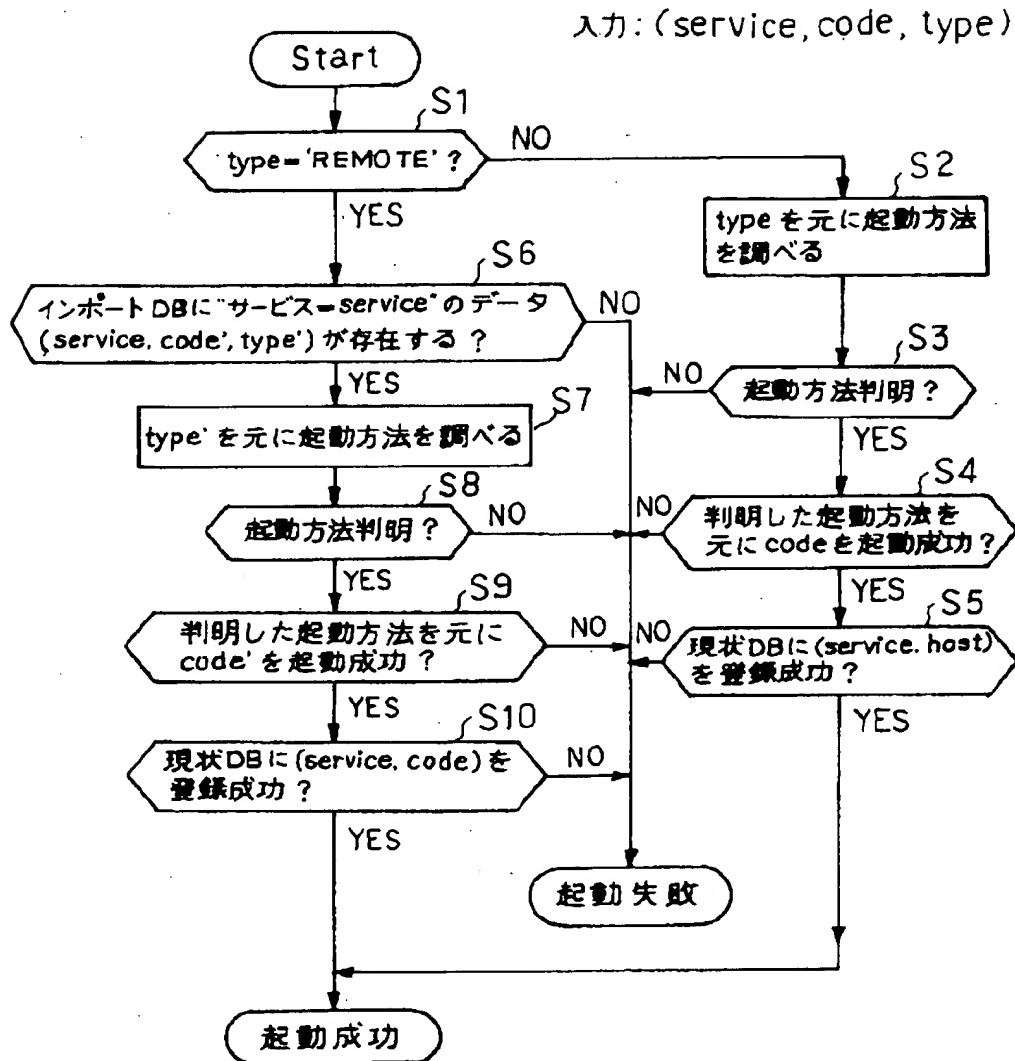 入力：(service, code, type)
Start
S1
type='REMOTE'？
NO
YES
S2
typeを元に起動方法
を調べる
S6
インポートDBに"サービス=service"のデータ
(service, code', type')が存在する？
NO
YES
S3
起動方法判明？
NO
YES
S7
type'を元に起動方法を調べる
S8
起動方法判明？
NO
YES
S4
判明した起動方法を
元にcodeを起動成功？
NO
YES
S9
判明した起動方法を元に
code'を起動成功？
NO
YES
S5
現状DBに(service. host)
を登録成功？
NO
YES
S10
現状DBに(service. code)を
登録成功？
NO
YES
起動失敗
起動成功